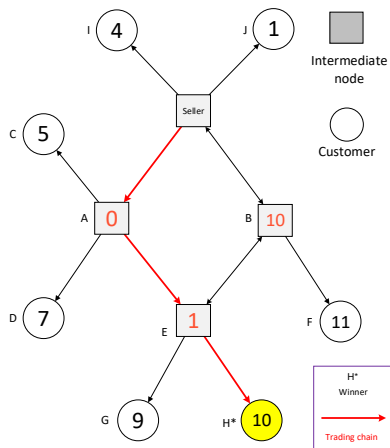 I
4
1
J
Intermediate
node
Seller
Customer
C
5
A
0
B
10
D
7
E
1
F
11
G
9
H*
10
H*
Winner
Trading chain